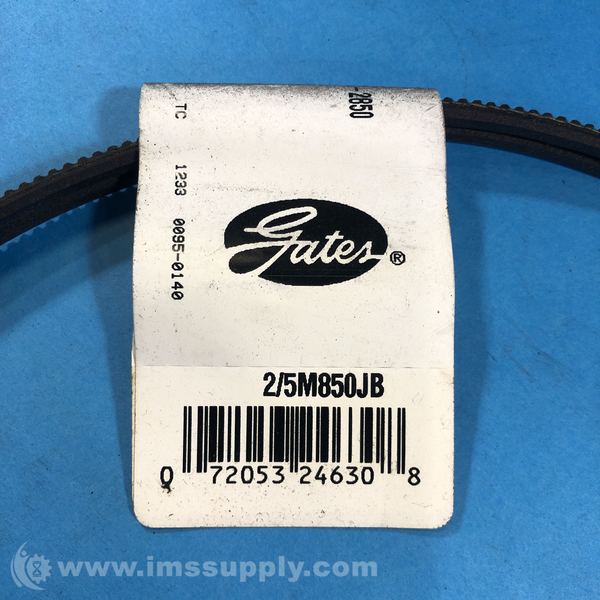 -2850
TC 1233 0095-0140
Gates®
2/5M850JB
0 72053 24630 8
www.imssupply.com